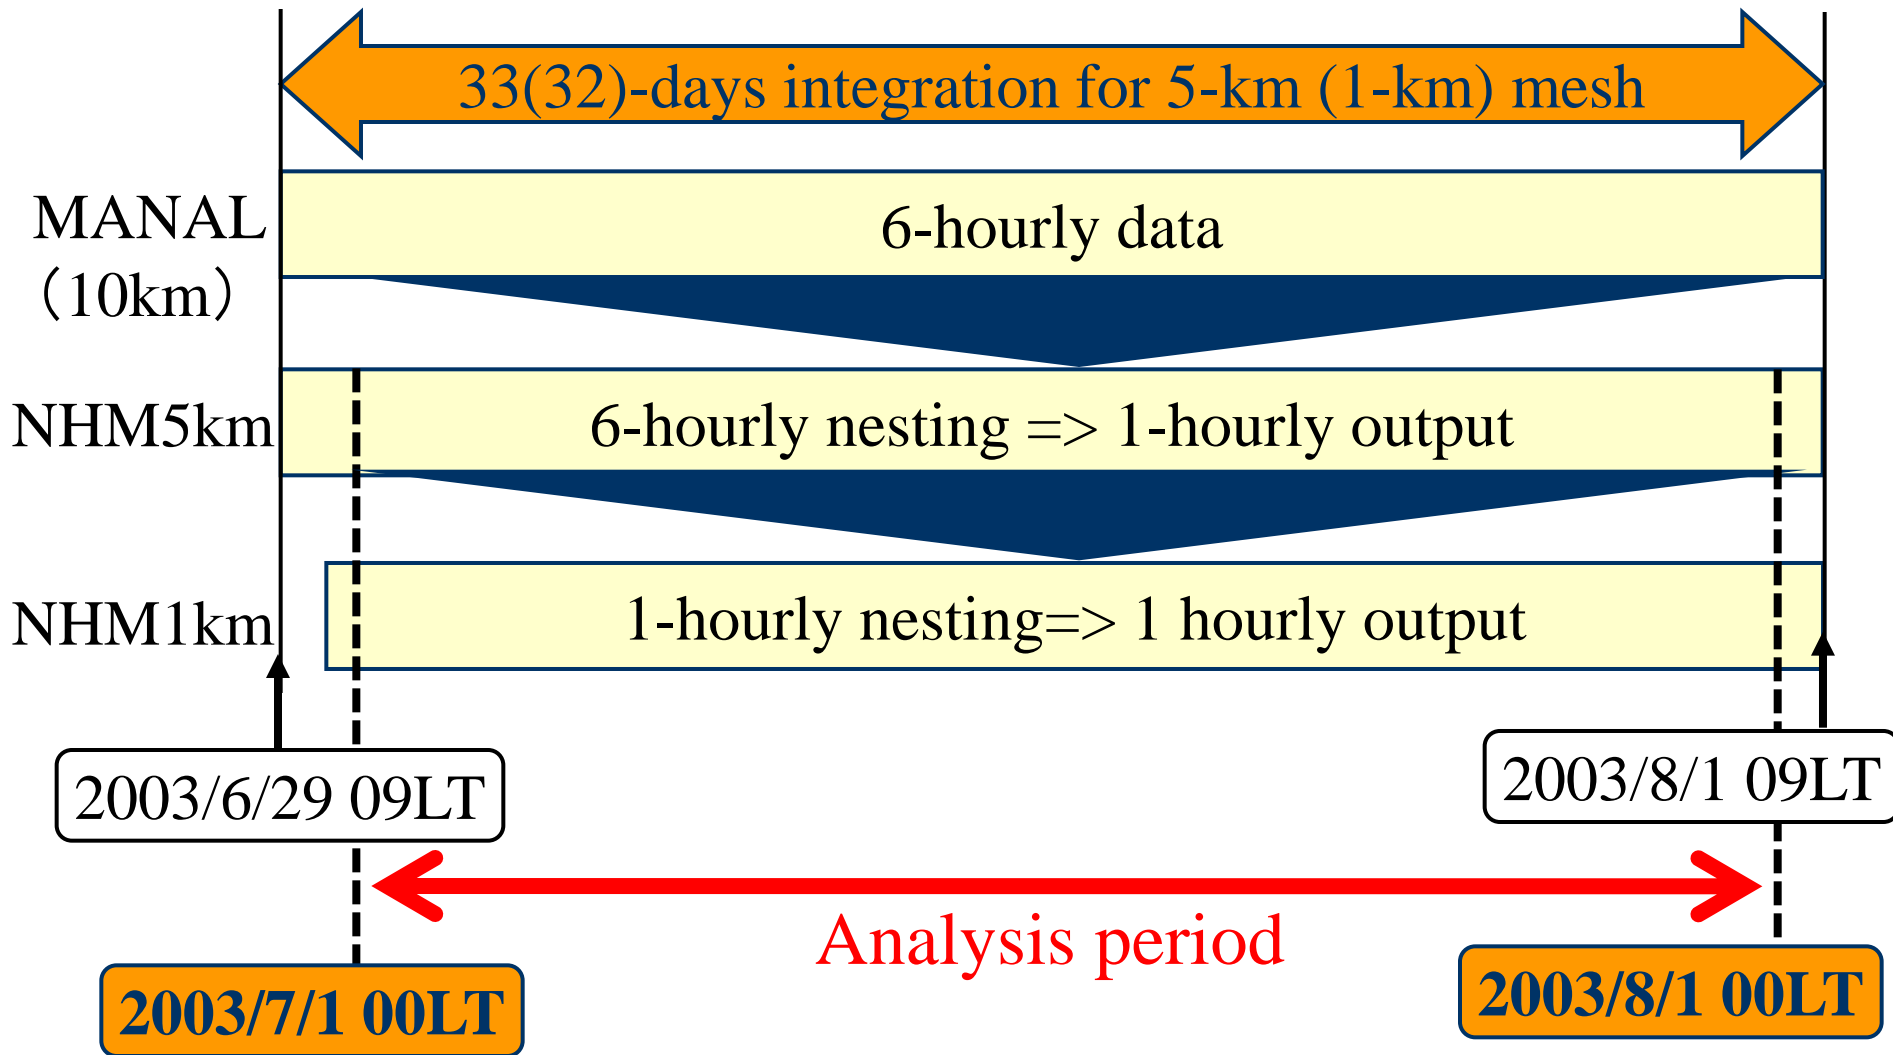 33(32)-days integration for 5-km (1-km) mesh
MANAL
（10km）
6-hourly data
NHM5km
6-hourly nesting => 1-hourly output
NHM1km
1-hourly nesting=> 1 hourly output
2003/6/29 09LT
2003/8/1 09LT
Analysis period
2003/7/1 00LT
2003/8/1 00LT